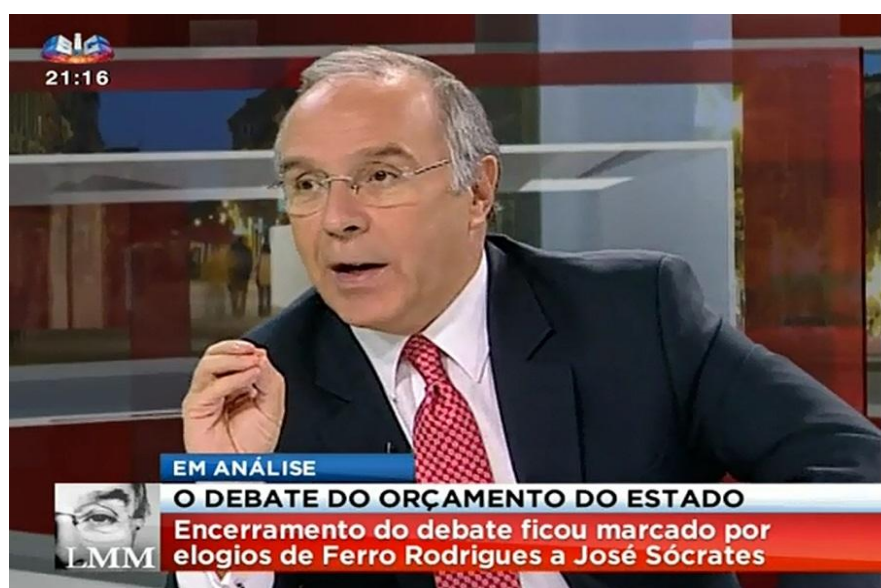 SIC
21:16
EM ANÁLISE
O DEBATE DO ORÇAMENTO DO ESTADO
Encerramento do debate ficou marcado por
elogios de Ferro Rodrigues a José Sócrates
LMM